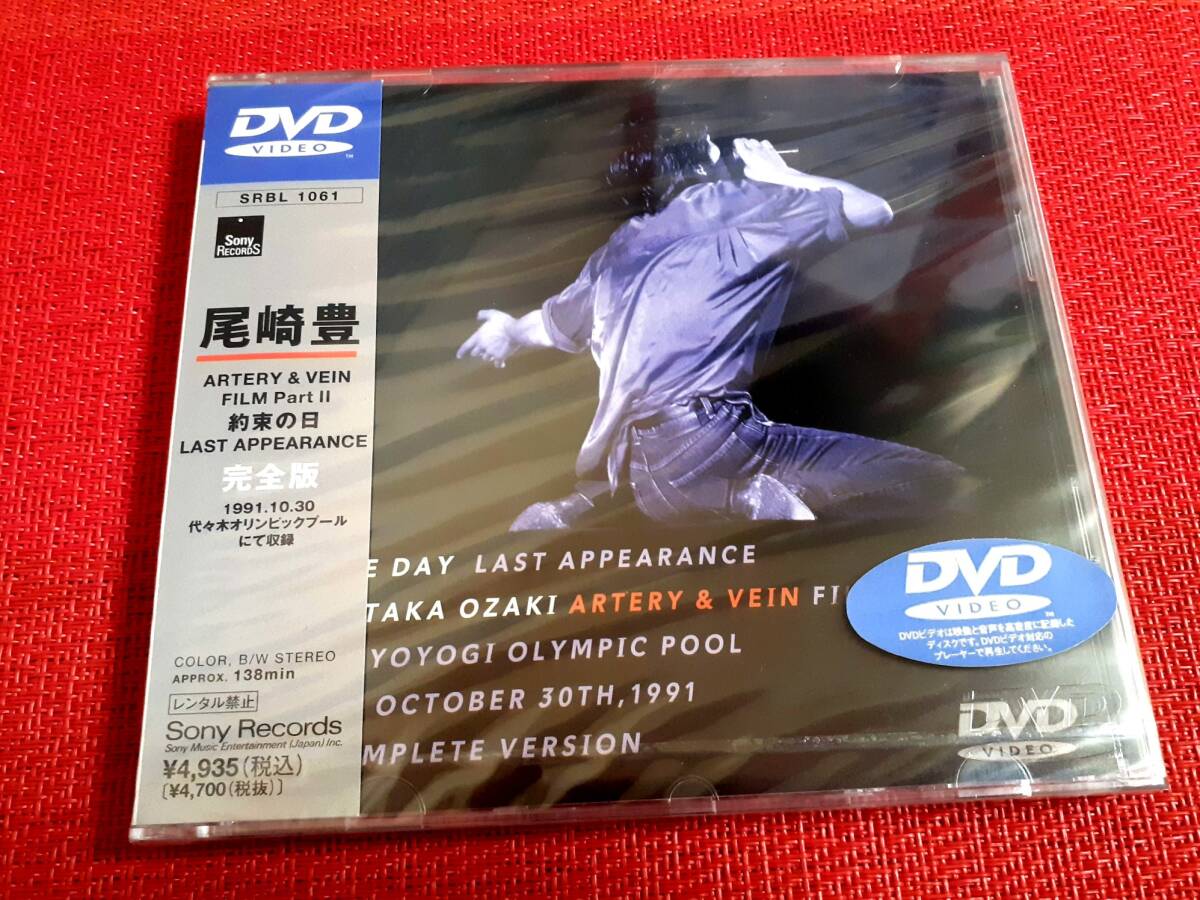 DVD
VIDEO
TM
SRBL 1061
Sony
RECORDS
尾崎豊
ARTERY & VEIN
FILM Part II
約束の日
LAST APPEARANCE
完全版
1991.10.30
代々木オリンピックプール
にて収録
COLOR, B/W STEREO
APPROX. 138min
レンタル禁止
Sony Records
Sony Music Entertainment (Japan) Inc.
¥4,935(税込)
〔¥4,700(税抜)〕
E DAY LAST APPEARANCE
TAKA OZAKI ARTERY & VEIN FI
YOYOGI OLYMPIC POOL
OCTOBER 30TH,1991
MPLETE VERSION
DVD
VIDEO
TM
DVDビデオは映像と音声を高密度に記録した
ディスクです。DVDビデオ対応の
プレーヤーで再生してください。
DVD
VIDEO